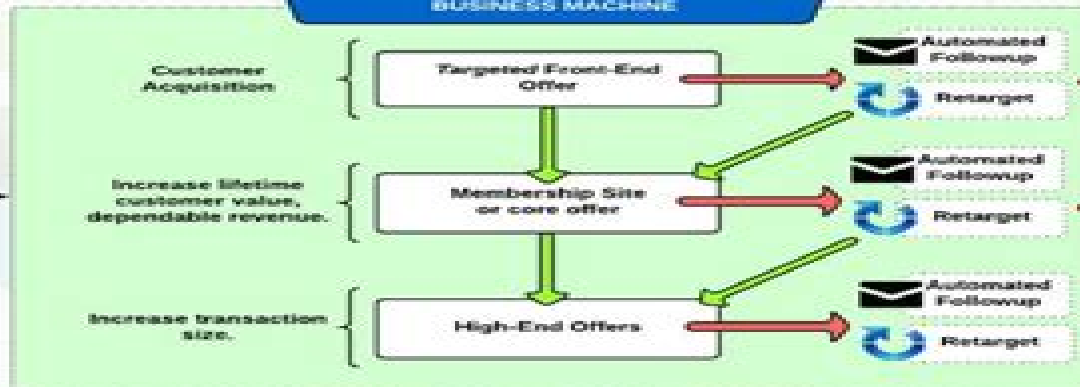 BUSINESS MACHINE
Customer
Acquisition
Targeted Front-End
Offer
Automated
Followup
Retarget
Increase lifetime
customer value,
dependable revenue.
Membership Site
or core offer
Automated
Followup
Retarget
Increase transaction
size.
High-End Offers
Automated
Followup
Retarget